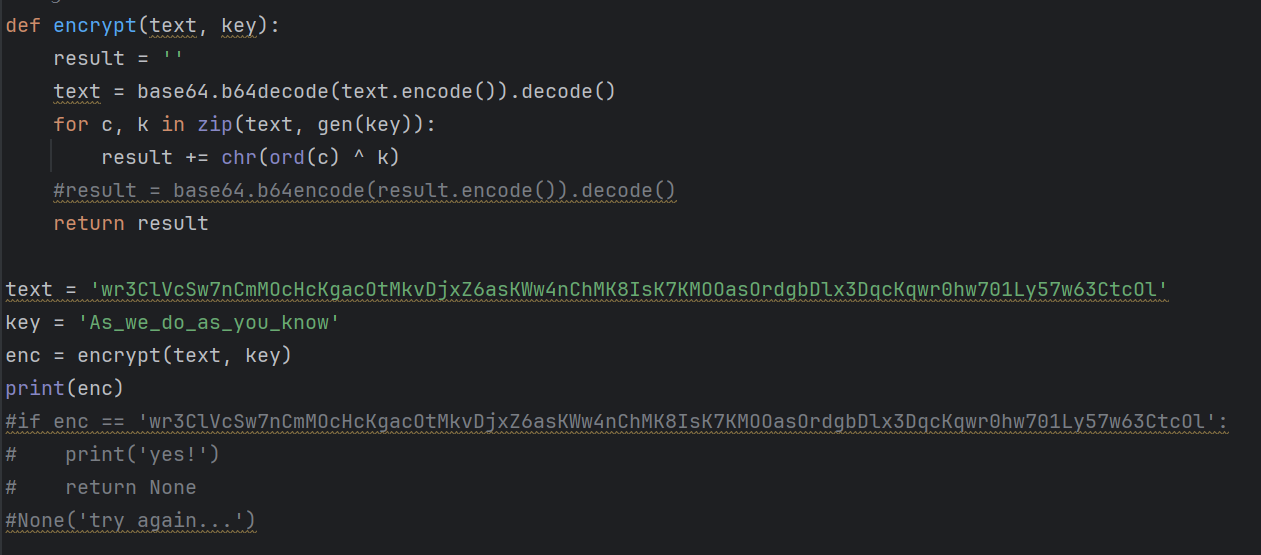 def encrypt(text, key):
    result = ''
    text = base64.b64decode(text.encode()).decode()
    for c, k in zip(text, gen(key)):
        result += chr(ord(c) ^ k)
    #result = base64.b64encode(result.encode()).decode()
    return result
text = 'wr3ClVcSw7nCmMOcHcKgacOtMkvDjxZ6asKWw4nChMK8IsK7KMOOasOrdgbDlx3DqcKqwr0hw701Ly57w63CtcOl'
key = 'As_we_do_as_you_know'
enc = encrypt(text, key)
print(enc)
#if enc == 'wr3ClVcSw7nCmMOcHcKgacOtMkvDjxZ6asKWw4nChMK8IsK7KMOOasOrdgbDlx3DqcKqwr0hw701Ly57w63CtcOl':
#    print('yes!')
#    return None
#None('try again...')